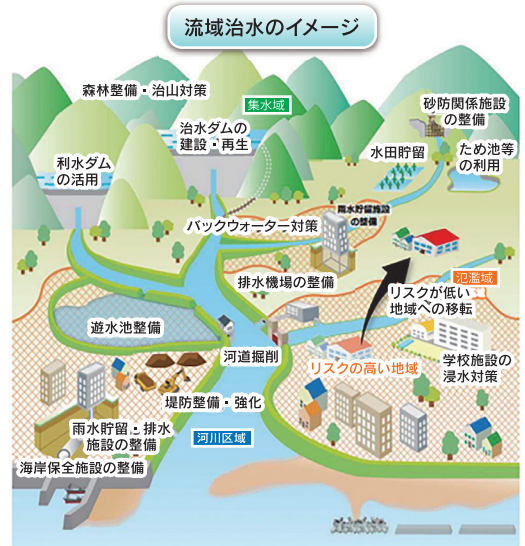 流域治水のイメージ
森林整備・治山対策
集水域
砂防関係施設
の整備
治水ダムの
建設・再生
水田貯留
ため池等
の利用
利水ダム
の活用
雨水貯留施設
の整備
バックウォーター対策
氾濫域
排水機場の整備
リスクが低い
地域への移転
遊水池整備
河道掘削
リスクの高い地域
学校施設の
浸水対策
堤防整備・強化
雨水貯留・排水
施設の整備
河川区域
海岸保全施設の整備